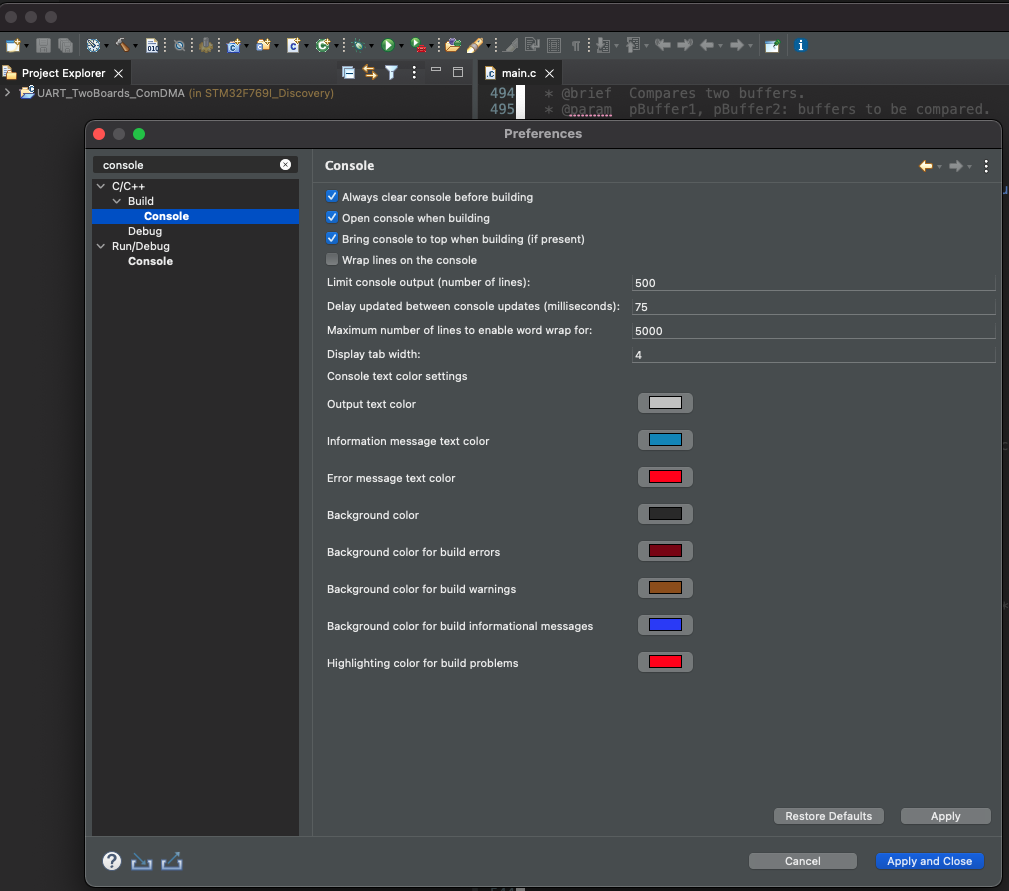 010
Project Explorer
main.c
UART_TwoBoards_ComDMA (in STM32F769I_Discovery)
494 * @brief Compares two buffers.
495 * @param pBuffer1, pBuffer2: buffers to be compared.
Preferences
console
C/C++
Build
Console
Debug
Run/Debug
Console
Console
Always clear console before building
Open console when building
Bring console to top when building (if present)
Wrap lines on the console
Limit console output (number of lines): 500
Delay updated between console updates (milliseconds): 75
Maximum number of lines to enable word wrap for: 5000
Display tab width: 4
Console text color settings
Output text color
Information message text color
Error message text color
Background color
Background color for build errors
Background color for build warnings
Background color for build informational messages
Highlighting color for build problems
Restore Defaults
Apply
Cancel
Apply and Close